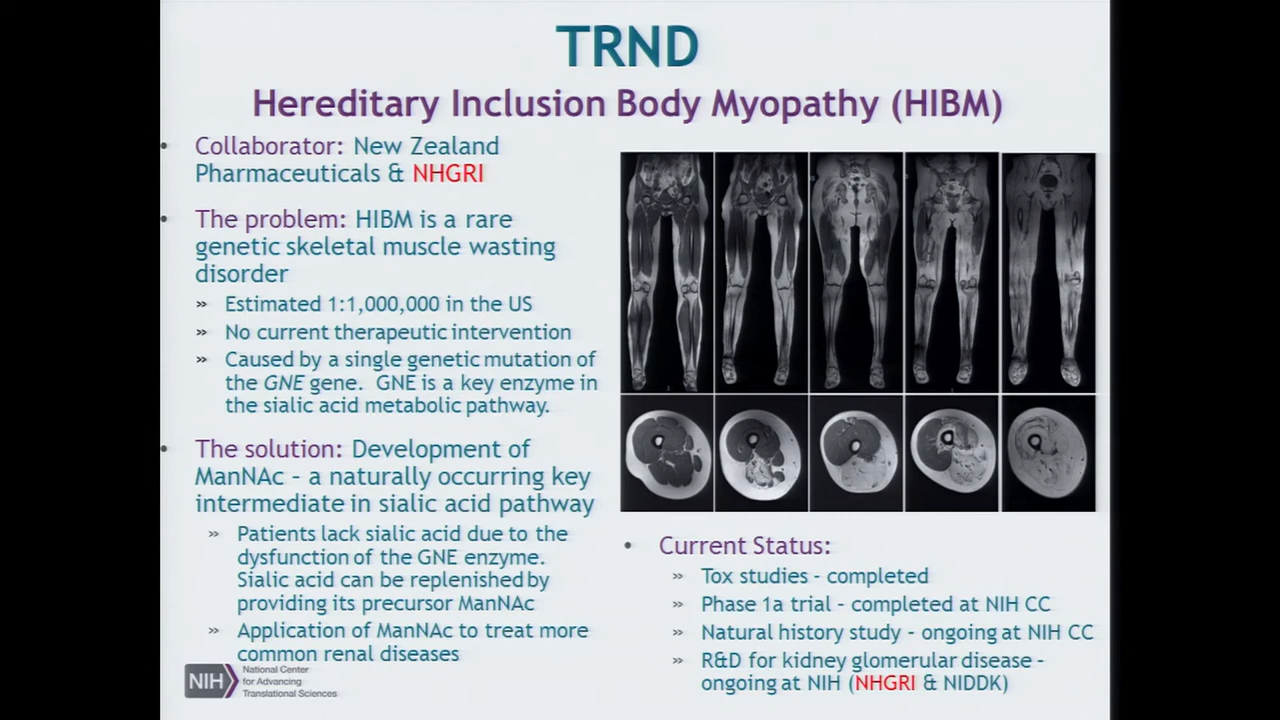 TRND
Hereditary Inclusion Body Myopathy (HIBM)
• Collaborator: New Zealand
Pharmaceuticals & NHGRI
• The problem: HIBM is a rare
genetic skeletal muscle wasting
disorder
» Estimated 1:1,000,000 in the US
» No current therapeutic intervention
» Caused by a single genetic mutation of
the GNE gene. GNE is a key enzyme in
the sialic acid metabolic pathway.
• The solution: Development of
ManNAc – a naturally occurring key
intermediate in sialic acid pathway
» Patients lack sialic acid due to the
dysfunction of the GNE enzyme.
Sialic acid can be replenished by
providing its precursor ManNAc
» Application of ManNAc to treat more
common renal diseases
• Current Status:
» Tox studies - completed
» Phase 1a trial - completed at NIH CC
» Natural history study – ongoing at NIH CC
» R&D for kidney glomerular disease -
ongoing at NIH (NHGRI & NIDDK)
NIH
National Center
for Advancing
Translational Sciences